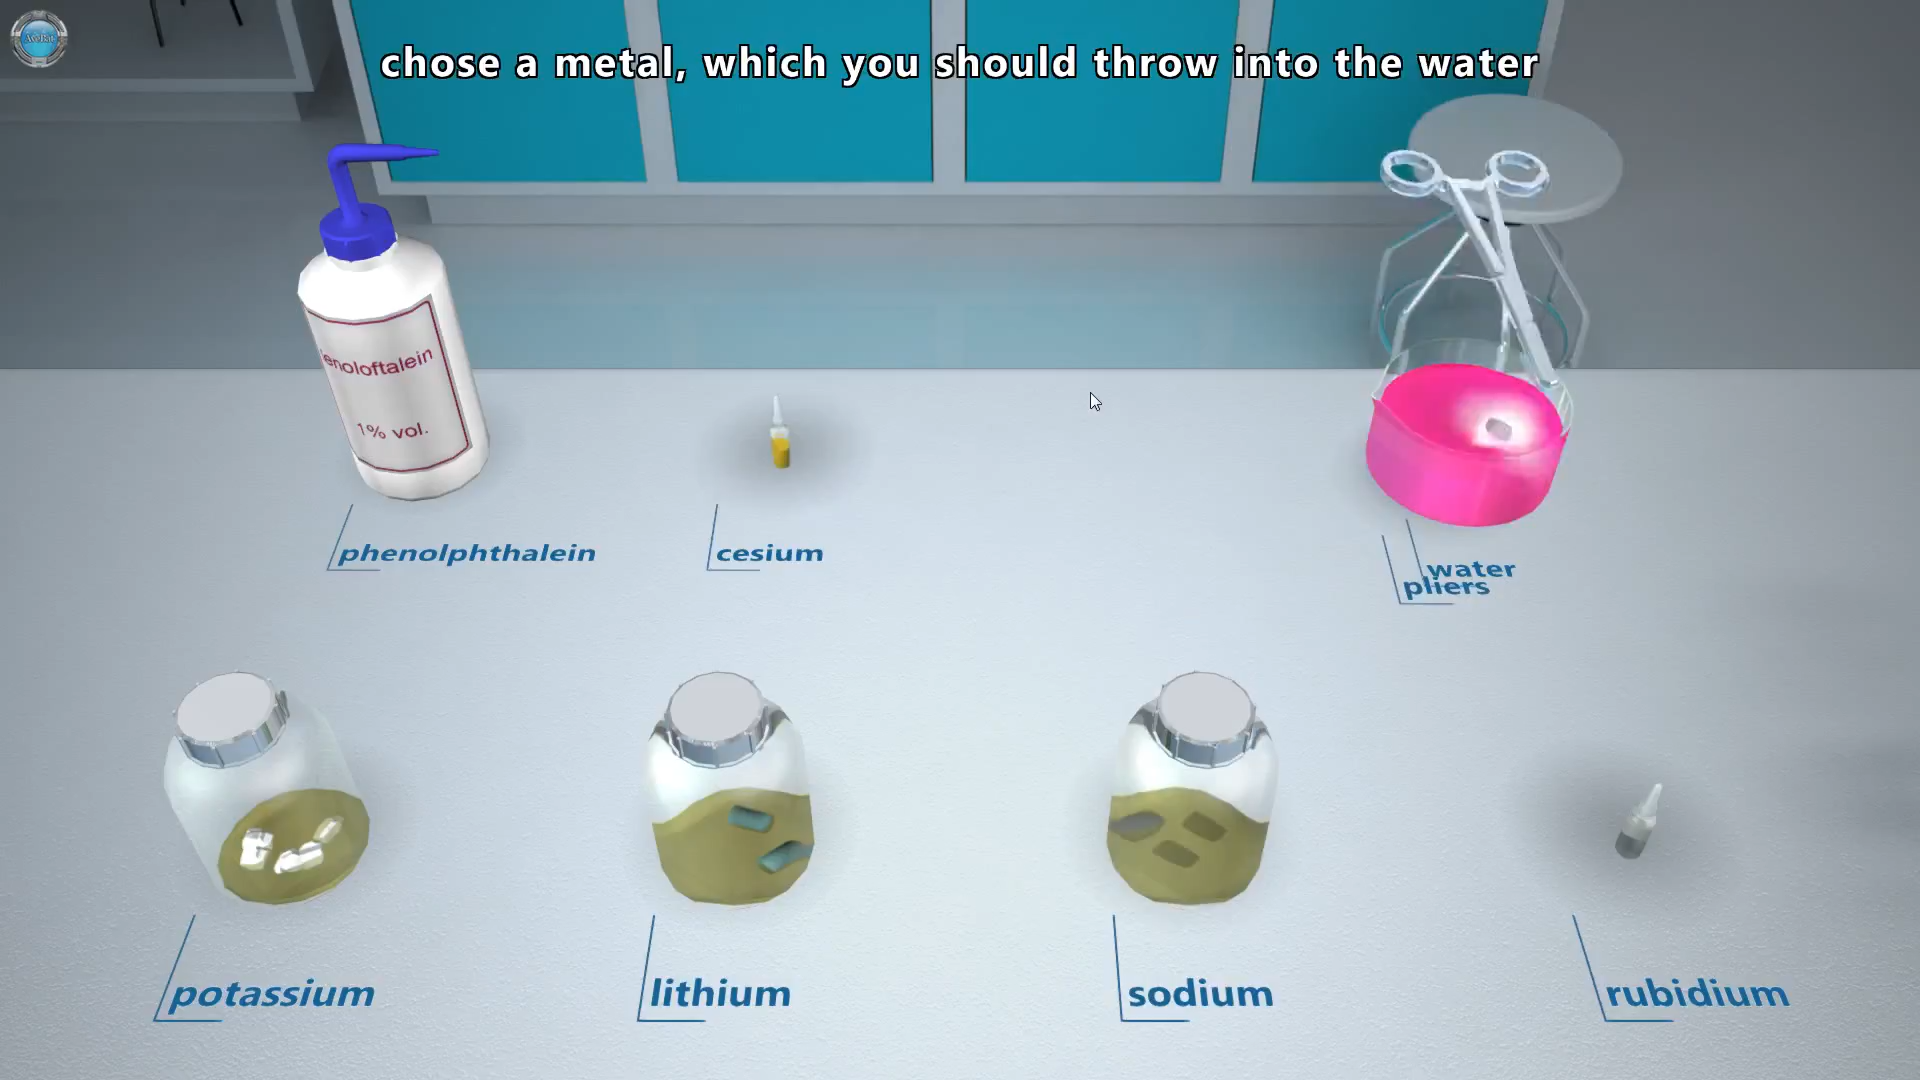 chose a metal, which you should throw into the water
enoloftalein
1% vol.
phenolphthalein
cesium
water
pliers
potassium
lithium
sodium
rubidium